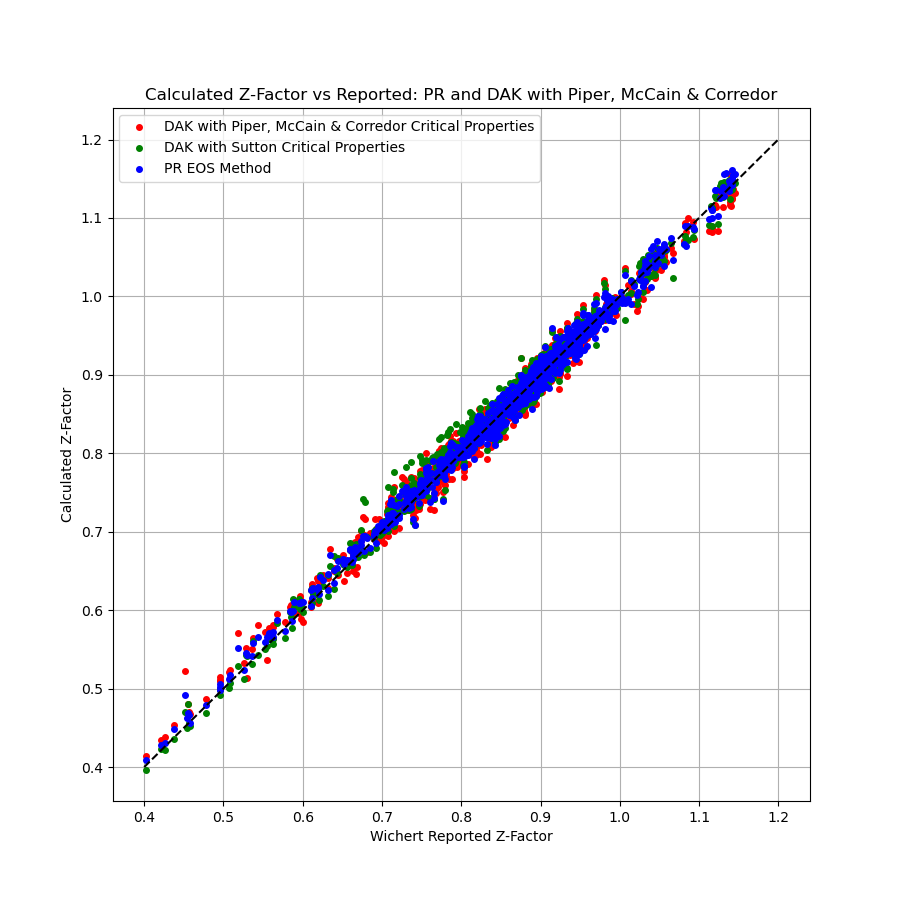 Calculated Z-Factor vs Reported: PR and DAK with Piper, McCain & Corredor
DAK with Piper, McCain & Corredor Critical Properties
DAK with Sutton Critical Properties
PR EOS Method
Calculated Z-Factor
1.2
1.1
1.0
0.9
0.8
0.7
0.6
0.5
0.4
0.4 0.5 0.6 0.7 0.8 0.9 1.0 1.1 1.2
Wichert Reported Z-Factor